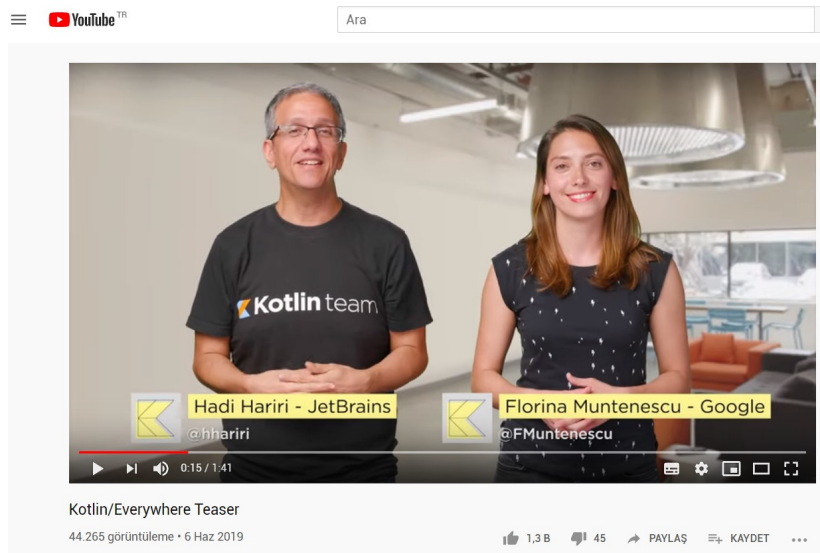 YouTube TR
Ara
Kotlin team
Hadi Hariri - JetBrains
@hhariri
Florina Muntenescu - Google
@FMuntenescu
0:15 / 1:41
Kotlin/Everywhere Teaser
44.265 görüntüleme • 6 Haz 2019
1,3 B
45
PAYLAŞ
KAYDET